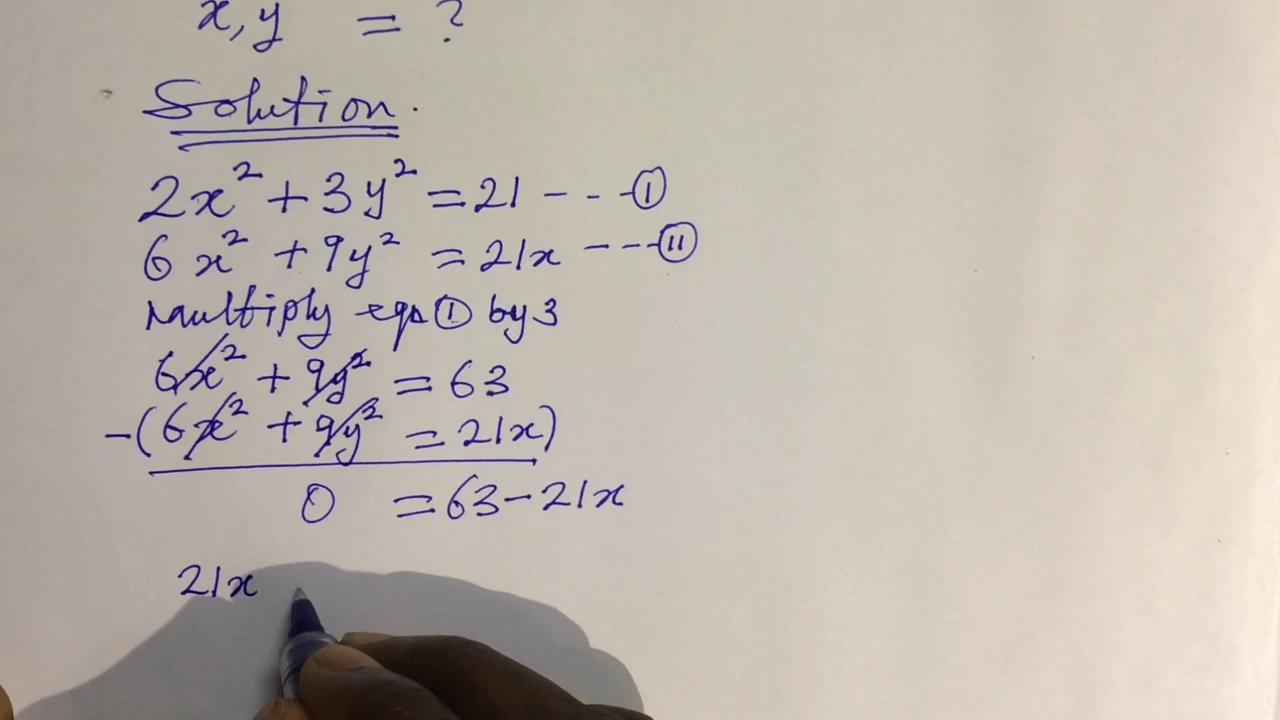 x, y = ?
Solution.
2x² + 3y² = 21 - - - ①
6x² + 9y² = 21x - - - ⑪
Multiply eqn ① by 3
6x² + 9y² = 63
-(6x² + 9y² = 21x)
0 = 63 - 21x
21x